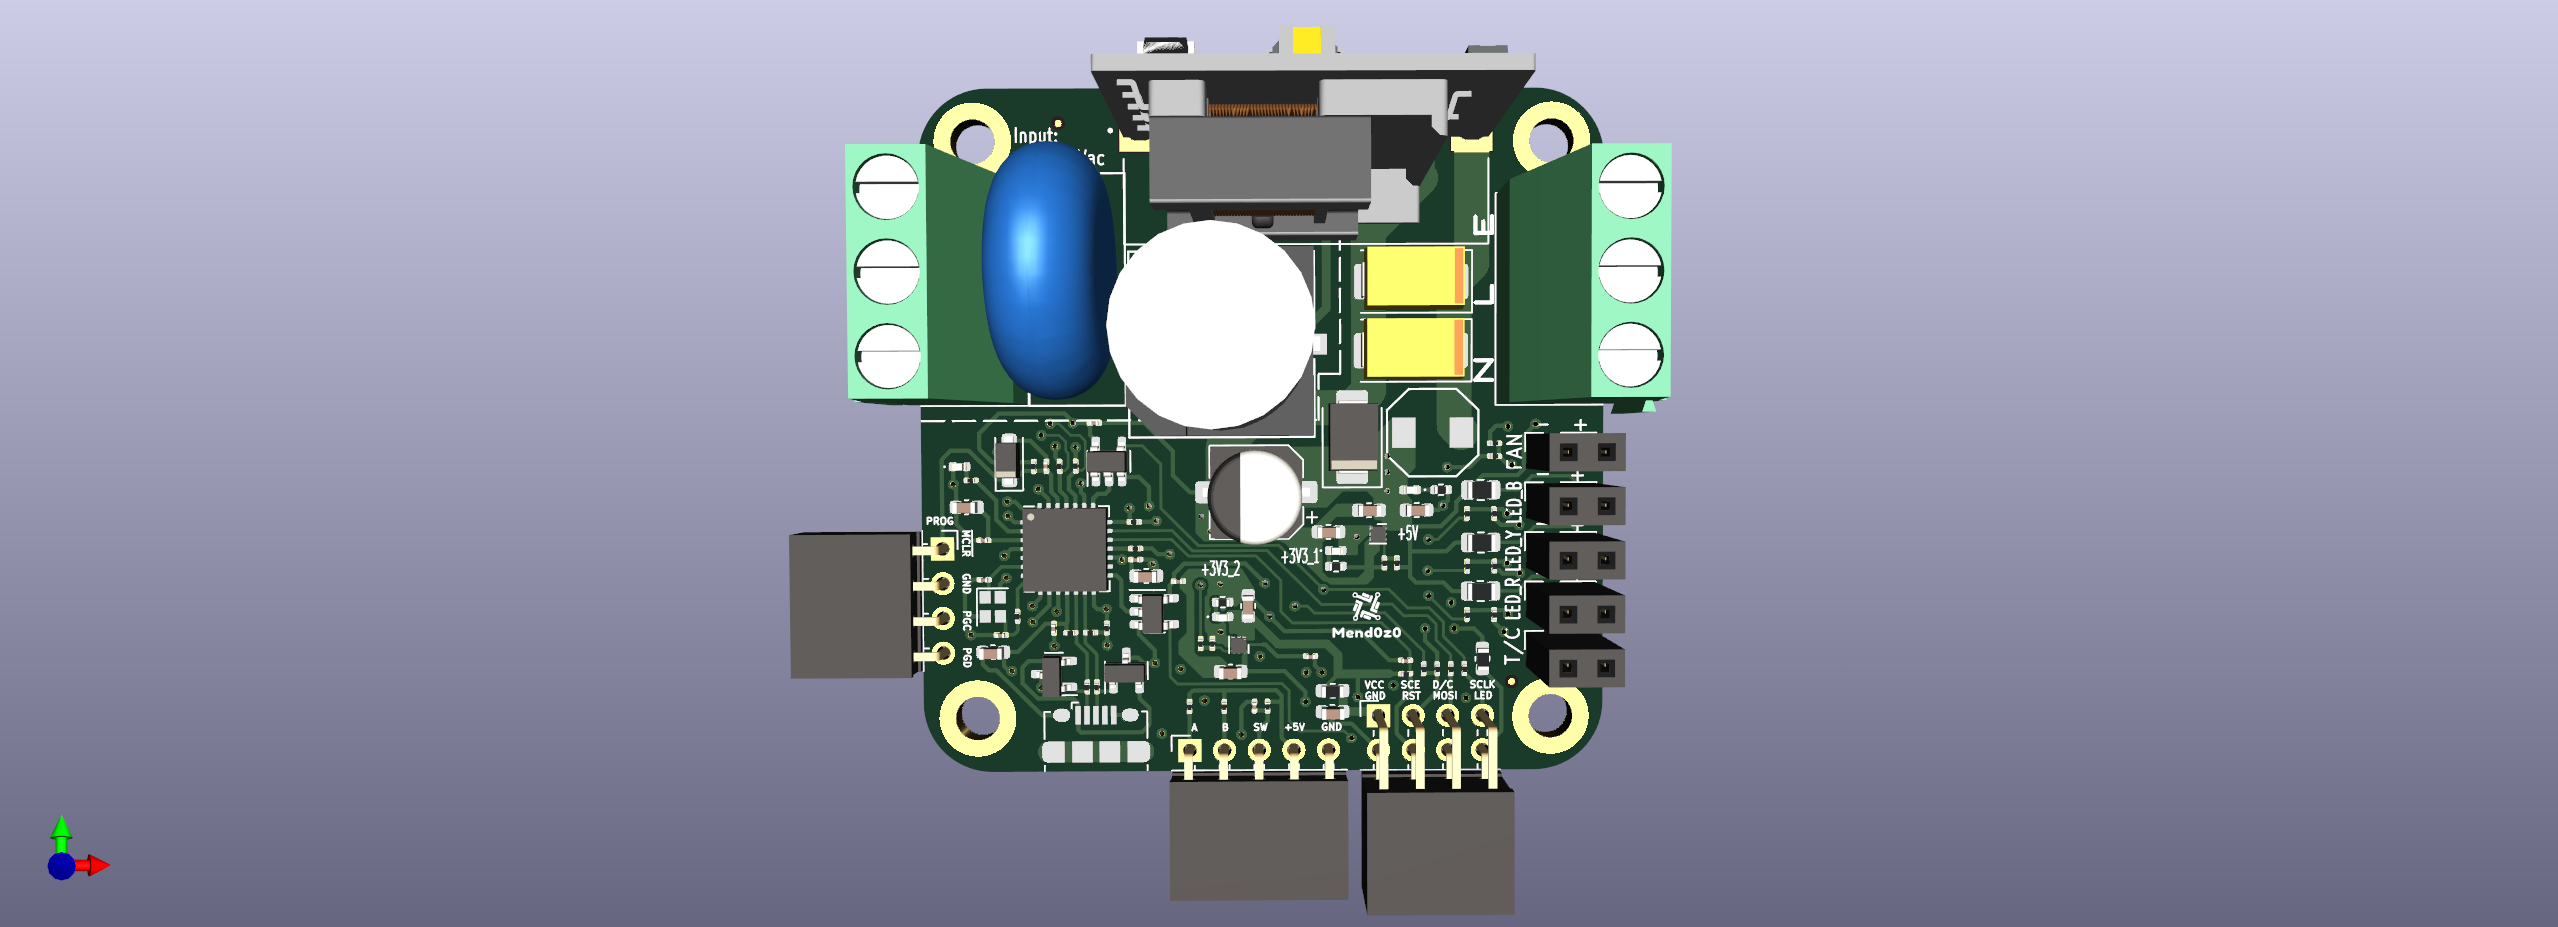 Input:
Vac
E
L
N
- +
FAN
- +
LED_B
LED_Y
LED_R
T/C
PROG
MCLR
GND
PGC
PGD
+5V
+3V3_1
+3V3_2
+
Mend0z0
VCC SCE D/C SCLK
GND RST MOSI LED
A B SW +5V GND